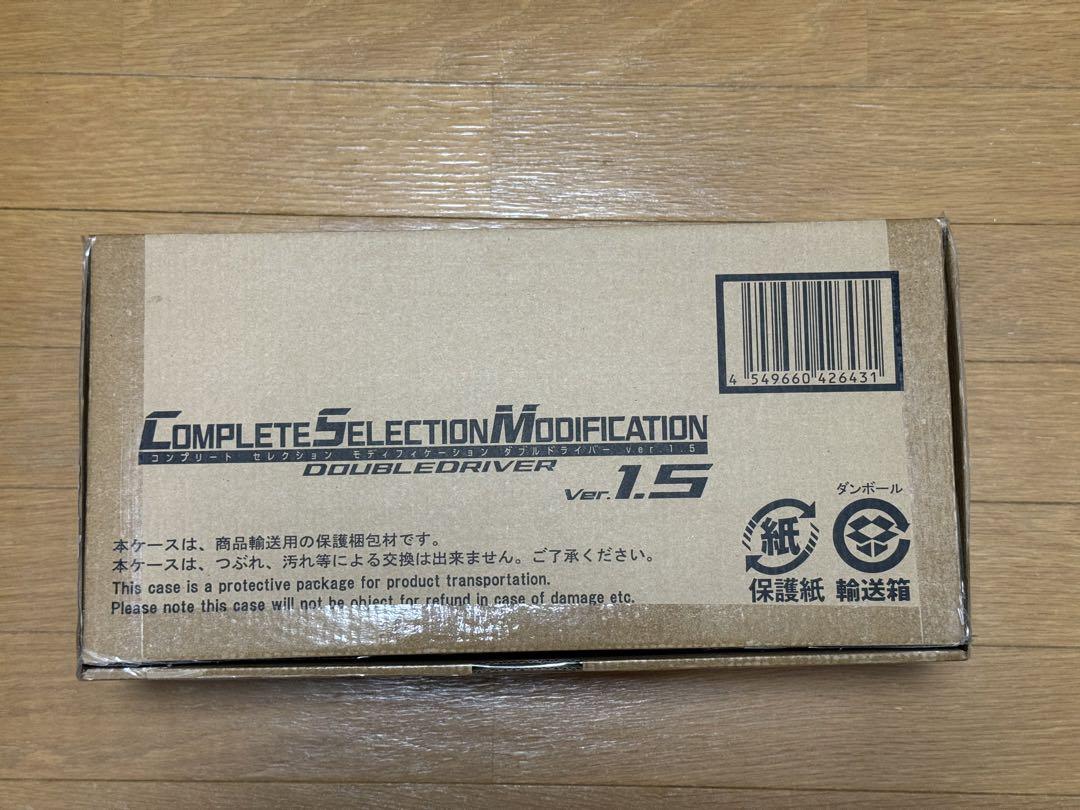 4 549660 426431
COMPLETE SELECTION MODIFICATION
コンプリート セレクション モディフィケーション ダブルドライバー ver.1.5
DOUBLEDRIVER
Ver.1.5
本ケースは、商品輸送用の保護梱包材です。
本ケースは、つぶれ、汚れ等による交換は出来ません。ご了承ください。
This case is a protective package for product transportation.
Please note this case will not be object for refund in case of damage etc.
紙
保護紙
ダンボール
輸送箱